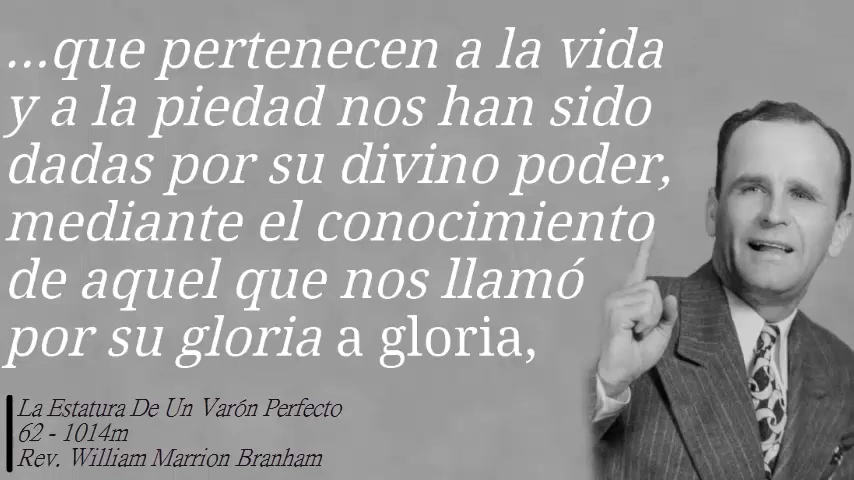 ...que pertenecen a la vida
y a la piedad nos han sido
dadas por su divino poder,
mediante el conocimiento
de aquel que nos llamó
por su gloria a gloria,
La Estatura De Un Varón Perfecto
62 - 1014m
Rev. William Marrion Branham